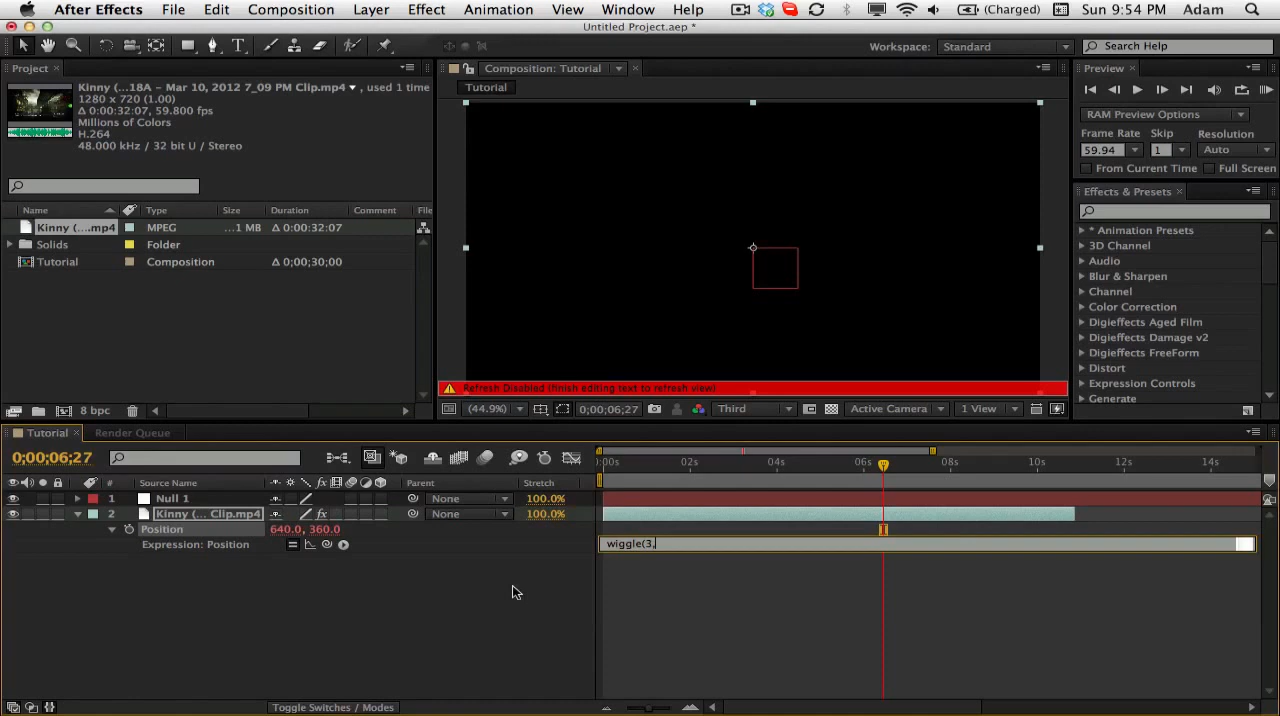 After Effects File Edit Composition Layer Effect Animation View Window Help (Charged) Sun 9:54 PM Adam
Untitled Project.aep *
Workspace: Standard Search Help
Project
Kinny (...18A – Mar 10, 2012 7_09 PM Clip.mp4 , used 1 time
1280 x 720 (1.00)
Δ 0:00:32:07, 59.800 fps
Millions of Colors
H.264
48.000 kHz / 32 bit U / Stereo
Name Type Size Duration Comment File
Kinny (....mp4 MPEG ...1 MB Δ 0:00:32:07
Solids Folder
Tutorial Composition Δ 0;00;30;00
8 bpc
Composition: Tutorial
Tutorial
Refresh Disabled (finish editing text to refresh view)
(44.9%) 0;00;06;27 Third Active Camera 1 View
Preview
RAM Preview Options
Frame Rate Skip Resolution
59.94 1 Auto
From Current Time Full Screen
Effects & Presets
* Animation Presets
3D Channel
Audio
Blur & Sharpen
Channel
Color Correction
Digieffects Aged Film
Digieffects Damage v2
Digieffects FreeForm
Distort
Expression Controls
Generate
Tutorial Render Queue
0;00;06;27
:00s 02s 04s 06s 08s 10s 12s 14s
# Source Name Parent Stretch
1 Null 1 None 100.0%
2 Kinny (... Clip.mp4 fx None 100.0%
Position 640.0, 360.0
Expression: Position wiggle(3,
Toggle Switches / Modes